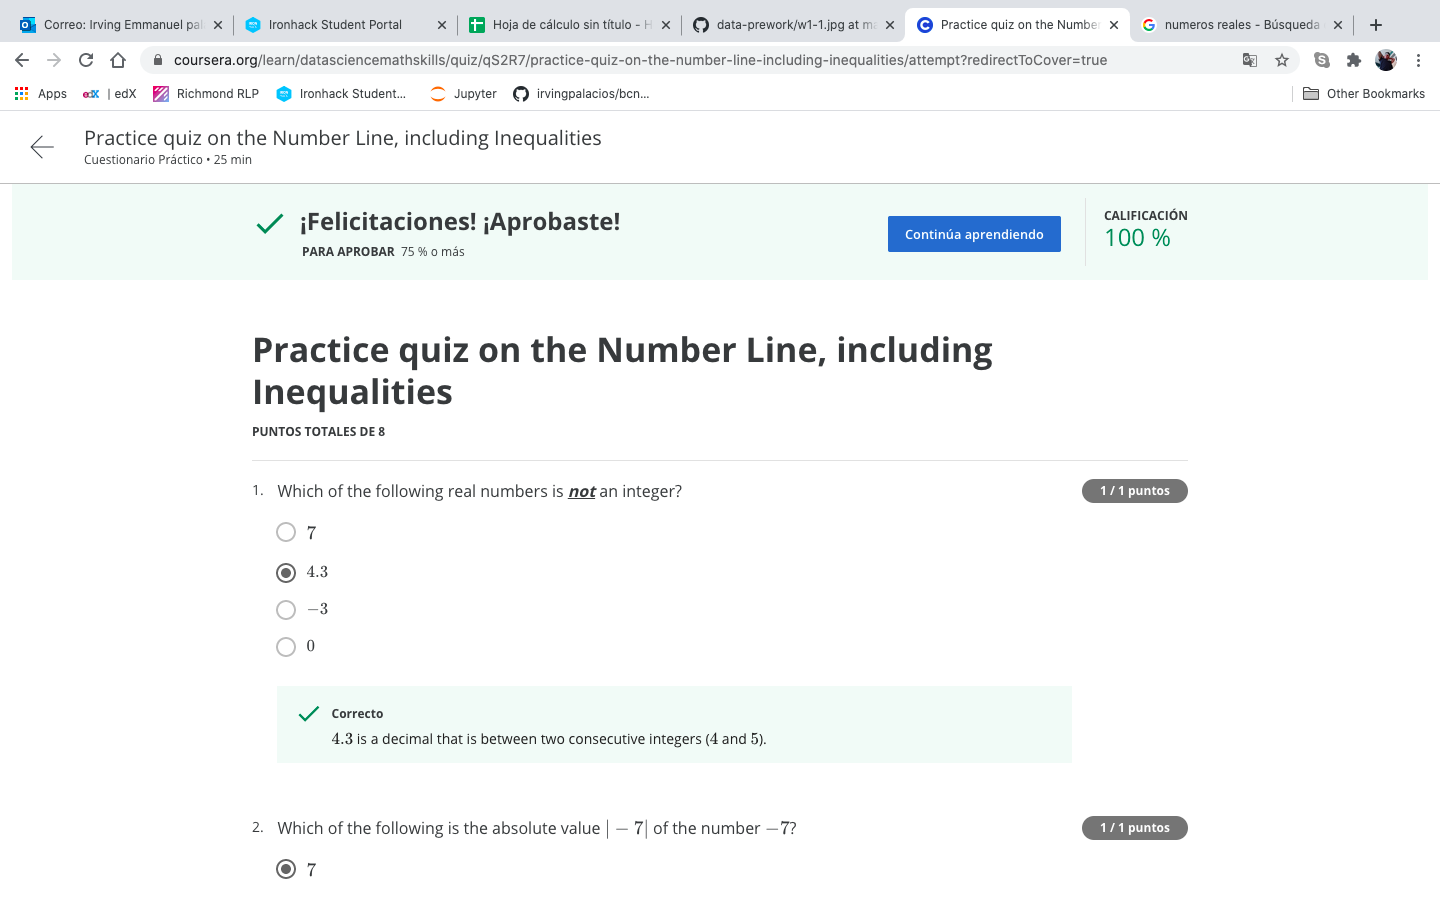 Correo: Irving Emmanuel pal
Ironhack Student Portal
Hoja de cálculo sin título - H
data-prework/w1-1.jpg at ma
Practice quiz on the Number
numeros reales - Búsqueda
coursera.org/learn/datasciencemathskills/quiz/qS2R7/practice-quiz-on-the-number-line-including-inequalities/attempt?redirectToCover=true
Apps
edX | edX
Richmond RLP
Ironhack Student...
Jupyter
irvingpalacios/bcn...
Other Bookmarks
Practice quiz on the Number Line, including Inequalities
Cuestionario Práctico • 25 min
¡Felicitaciones! ¡Aprobaste!
PARA APROBAR 75 % o más
Continúa aprendiendo
CALIFICACIÓN
100 %
Practice quiz on the Number Line, including
Inequalities
PUNTOS TOTALES DE 8
1. Which of the following real numbers is not an integer?
1 / 1 puntos
7
4.3
−3
0
Correcto
4.3 is a decimal that is between two consecutive integers (4 and 5).
2. Which of the following is the absolute value | − 7| of the number −7?
1 / 1 puntos
7